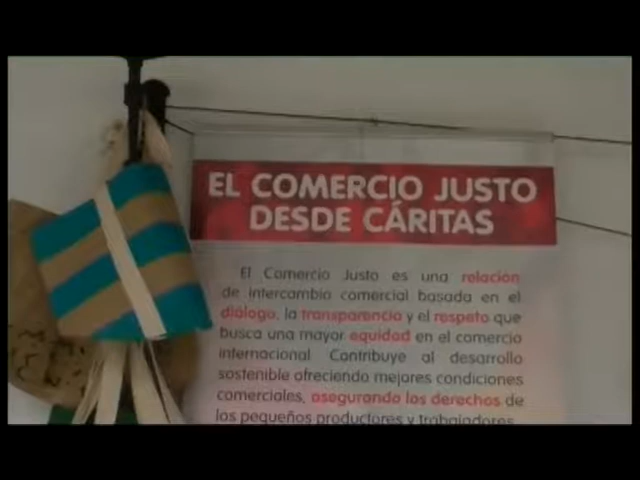 EL COMERCIO JUSTO
DESDE CÁRITAS
El Comercio Justo es una relación
de intercambio comercial basada en el
diálogo, la transparencia y el respeto que
busca una mayor equidad en el comercio
internacional Contribuye al desarrollo
sostenible ofreciendo mejores condiciones
comerciales, asegurando los derechos de
los pequeños productores y trabajadores